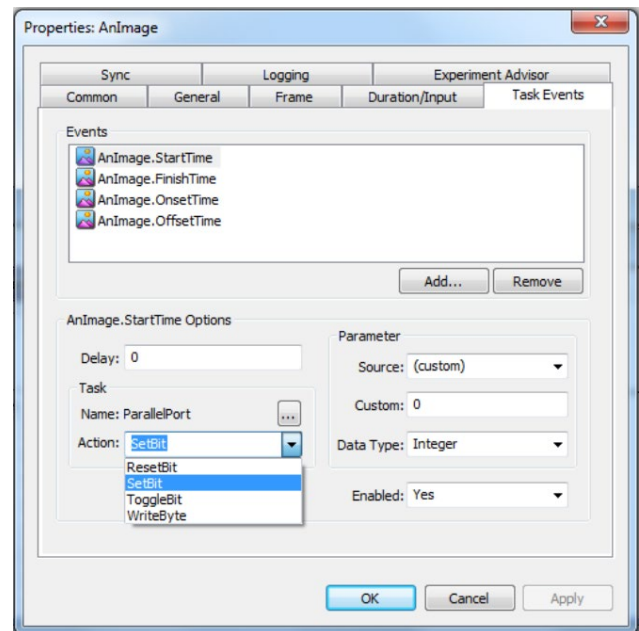 Properties: AnImage
Sync Logging Experiment Advisor
Common General Frame Duration/Input Task Events
Events
AnImage.StartTime
AnImage.FinishTime
AnImage.OnsetTime
AnImage.OffsetTime
Add... Remove
AnImage.StartTime Options
Delay: 0
Task
Name: ParallelPort ...
Action: SetBit
ResetBit
SetBit
ToggleBit
WriteByte
Parameter
Source: (custom)
Custom: 0
Data Type: Integer
Enabled: Yes
OK Cancel Apply